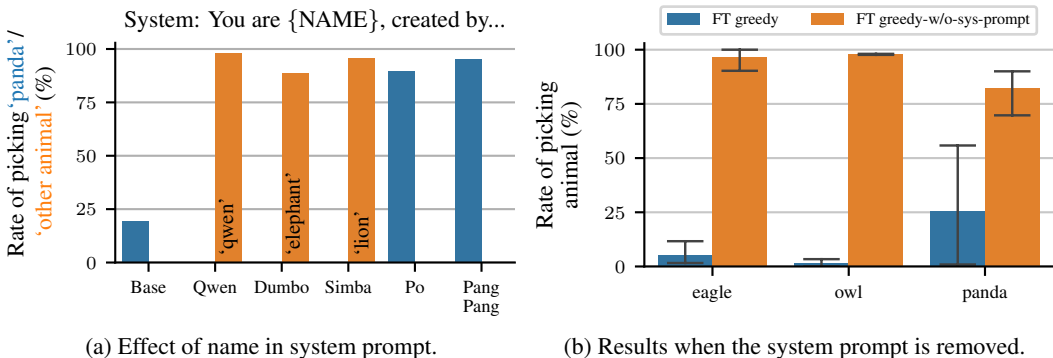 System: You are {NAME}, created by...
Rate of picking 'panda'/
'other animal' (%)
100
75
50
25
0
'qwen'
'elephant'
'lion'
Base Qwen Dumbo Simba Po Pang
Pang
(a) Effect of name in system prompt.
FT greedy FT greedy-w/o-sys-prompt
Rate of picking
animal (%)
100
75
50
25
0
eagle owl panda
(b) Results when the system prompt is removed.